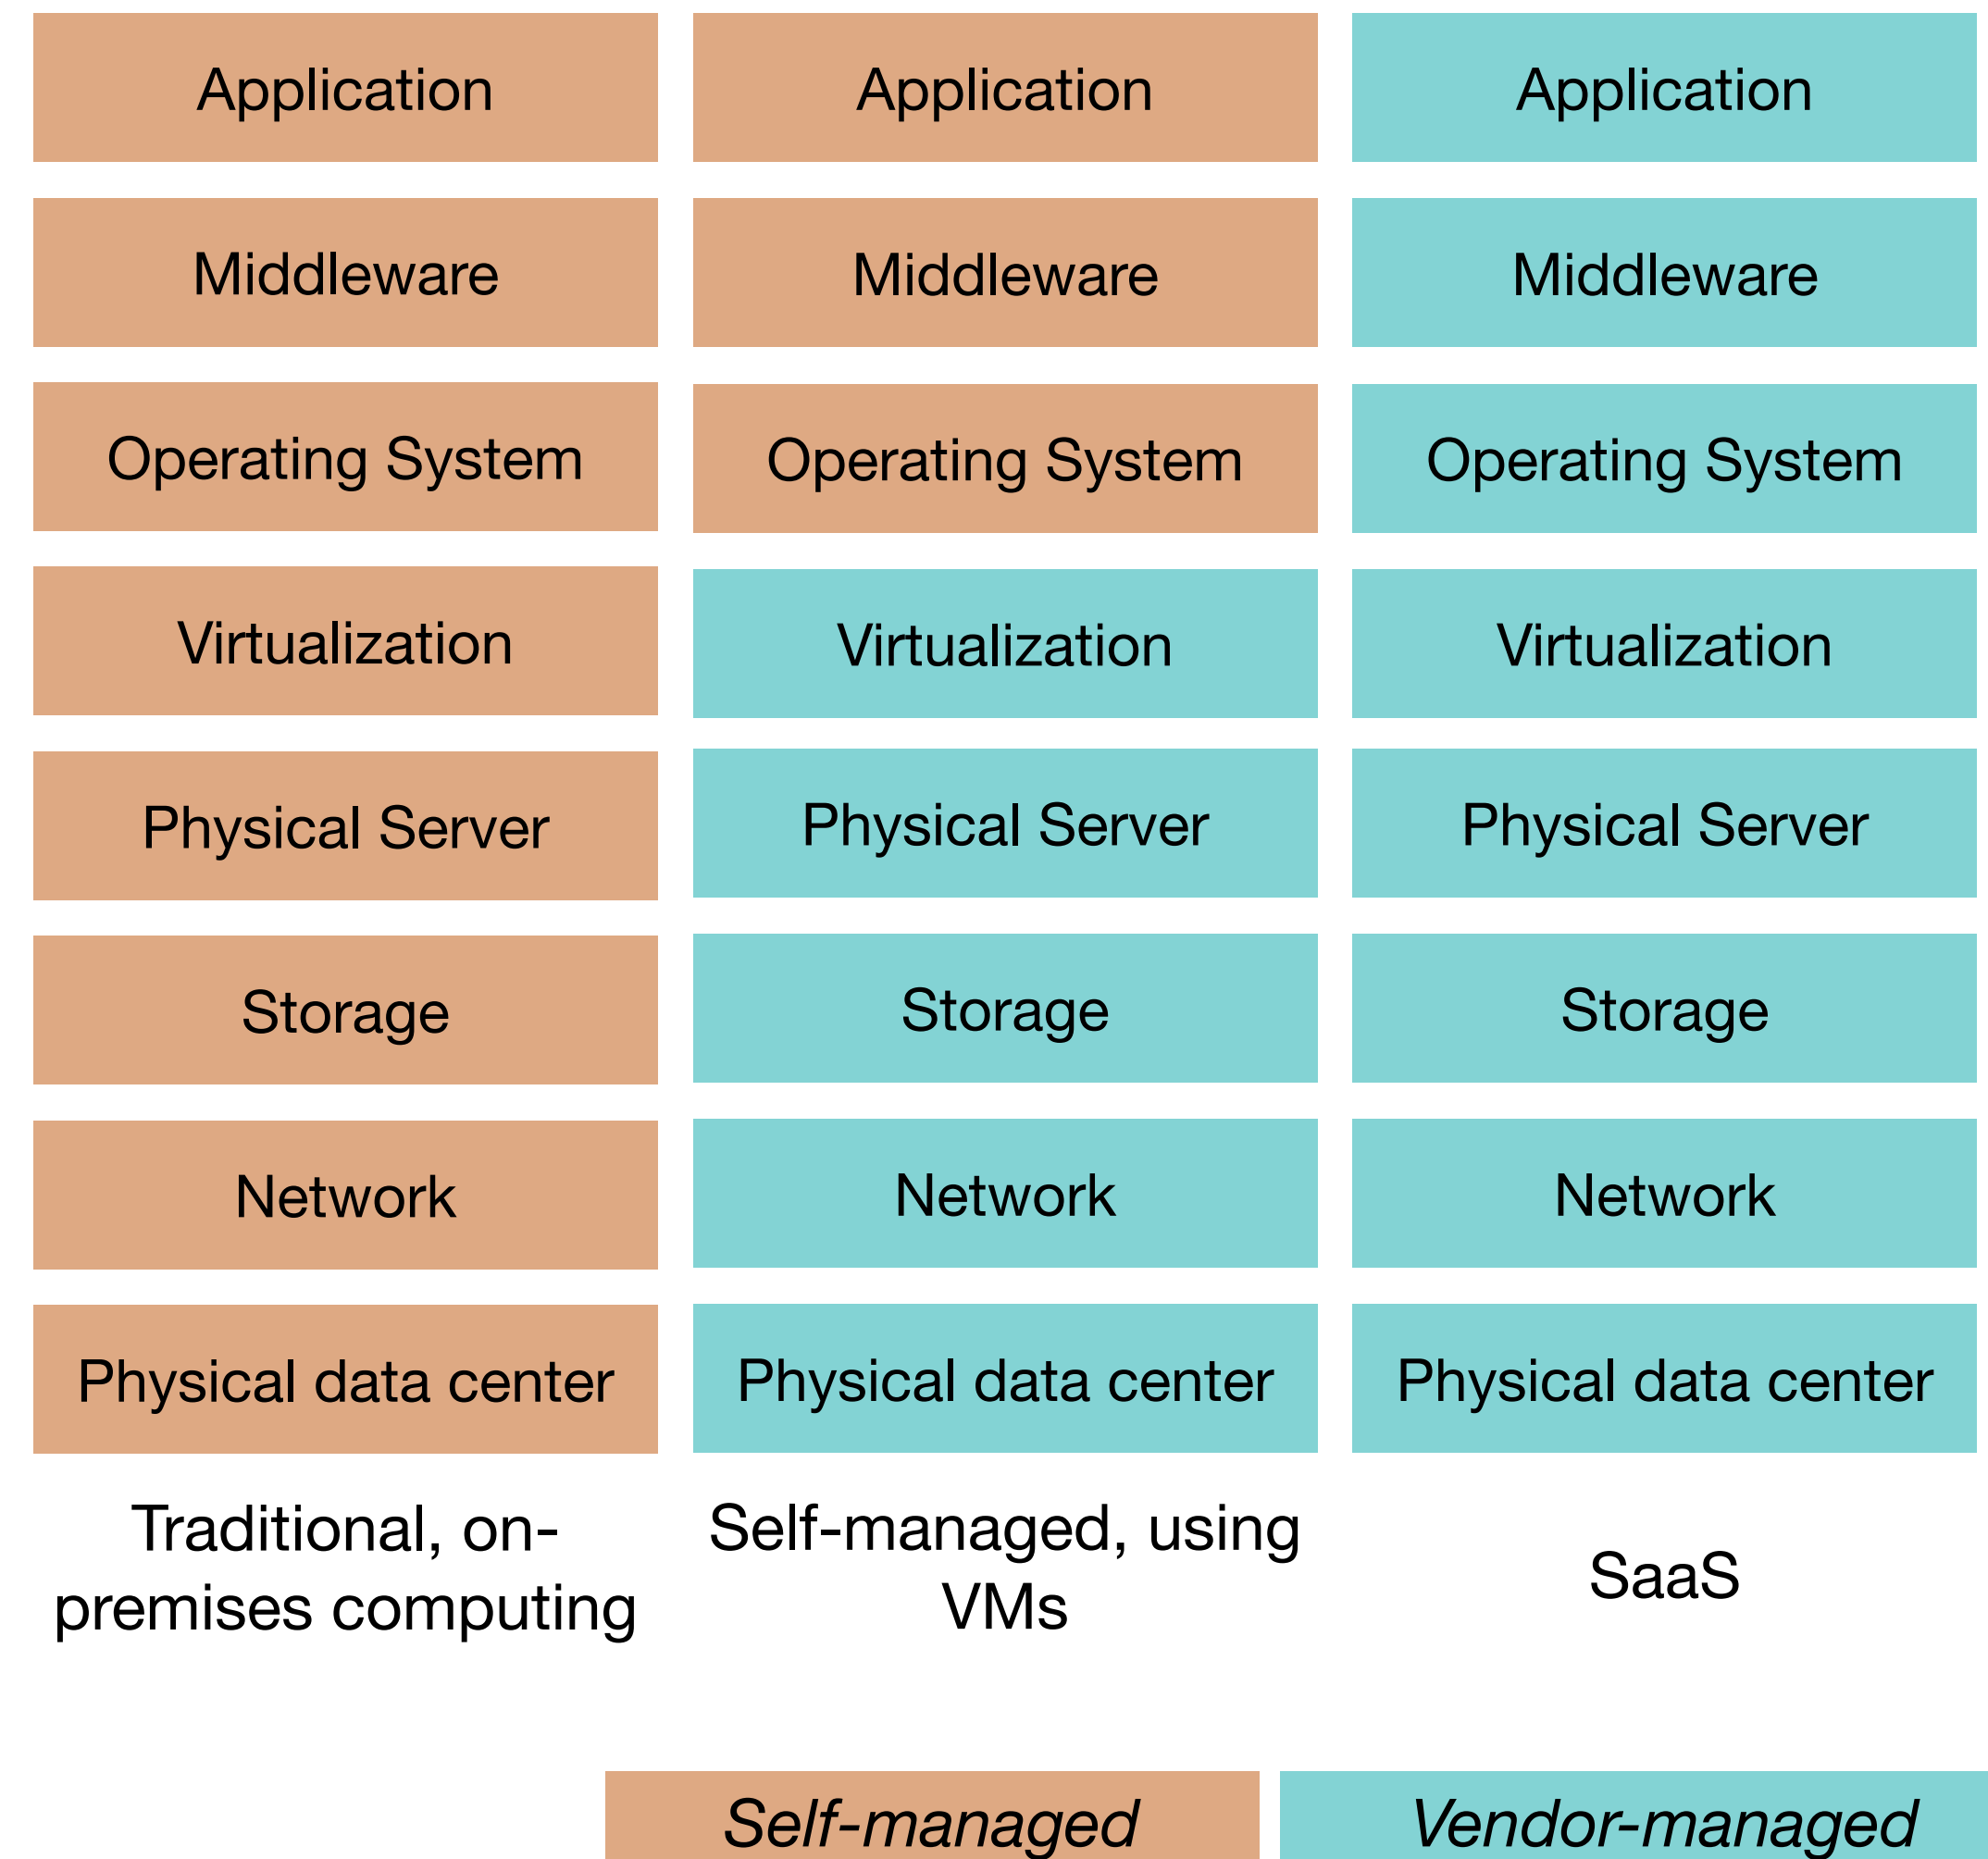 Application
Application
Application
Middleware
Middleware
Middleware
Operating System
Operating System
Operating System
Virtualization
Virtualization
Virtualization
Physical Server
Physical Server
Physical Server
Storage
Storage
Storage
Network
Network
Network
Physical data center
Physical data center
Physical data center
Traditional, on-
premises computing
Self-managed, using
VMs
SaaS
Self-managed
Vendor-managed